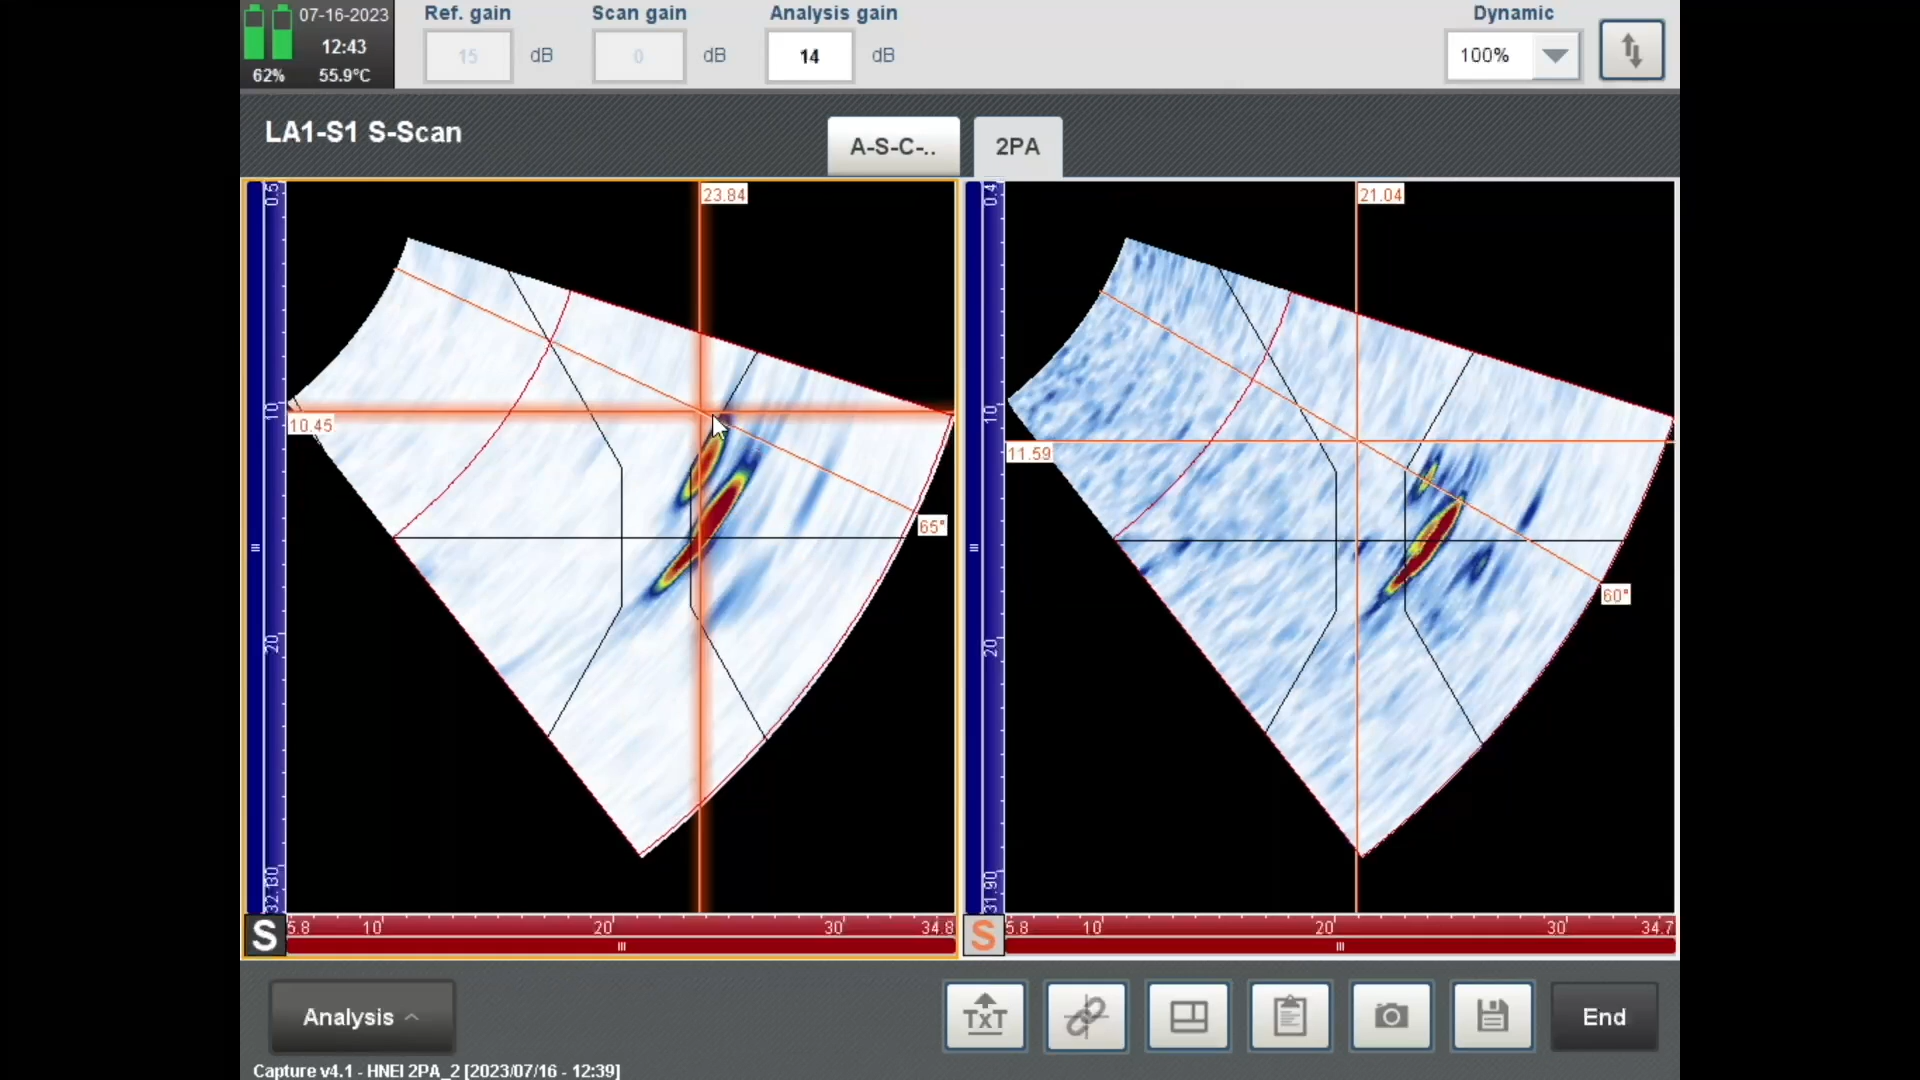 07-16-2023
12:43
62%
55.9°C
Ref. gain
15
dB
Scan gain
0
dB
Analysis gain
14
dB
Dynamic
100%
LA1-S1 S-Scan
A-S-C-..
2PA
0.5
10
20
30
32.1
23.84
10.45
65°
S
5.8
10
20
30
34.8
0.4
10
20
31.90
21.04
11.59
60°
S
5.8
10
20
30
34.7
Analysis
TxT
End
Capture v4.1 - HNEI 2PA_2 [2023/07/16 - 12:39]